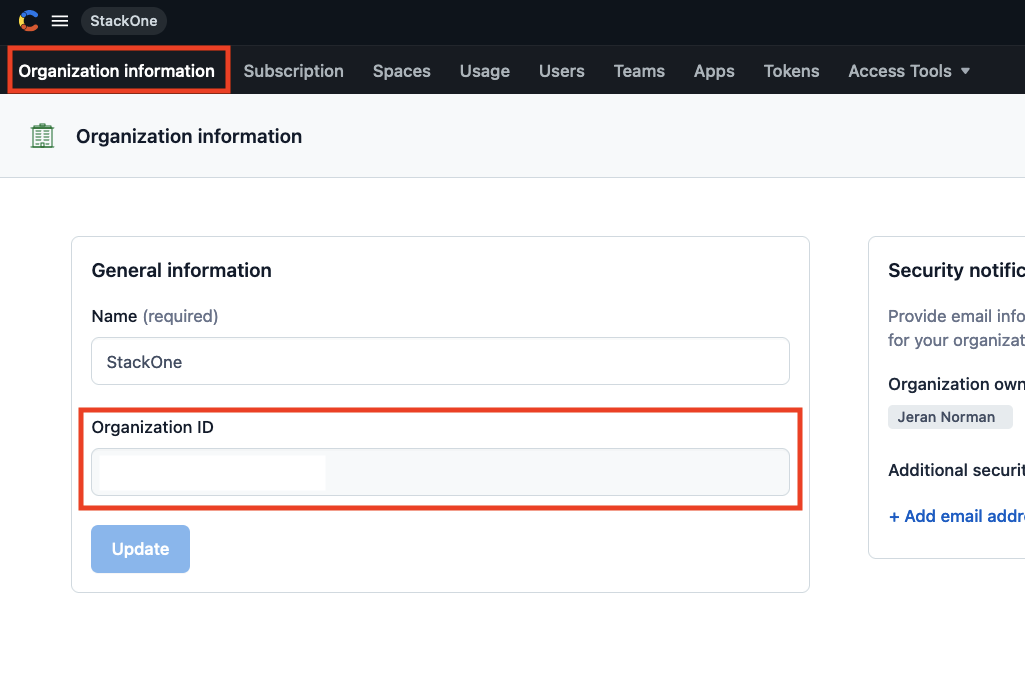 StackOne
Organization information Subscription Spaces Usage Users Teams Apps Tokens Access Tools
Organization information
General information
Name (required)
StackOne
Organization ID
Update
Security notific
Provide email info
for your organizat
Organization own
Jeran Norman
Additional securit
+ Add email addr